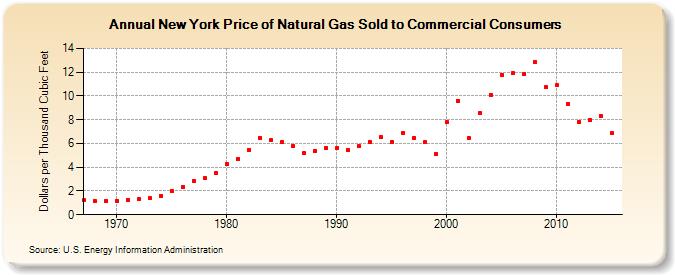 Annual New York Price of Natural Gas Sold to Commercial Consumers
Dollars per Thousand Cubic Feet
14
12
10
8
6
4
2
0
1970 1980 1990 2000 2010
Source: U.S. Energy Information Administration